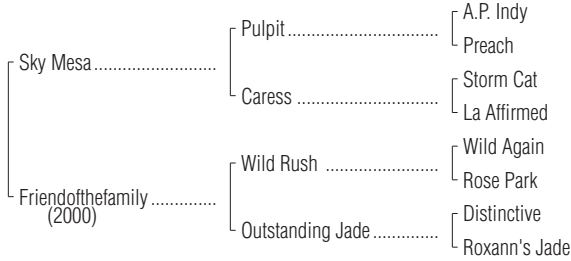 A.P. Indy
Pulpit........................................
Preach
Sky Mesa..........................
Storm Cat
Caress ......................................
La Affirmed
Wild Again
Wild Rush ..............................
Rose Park
Friendofthefamily..............
(2000)
Distinctive
Outstanding Jade..............
Roxann's Jade